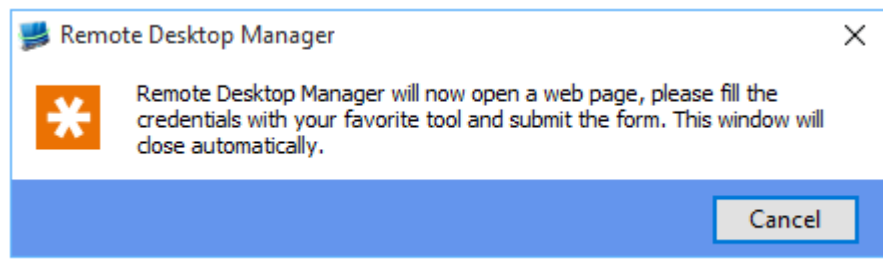 Remote Desktop Manager
Remote Desktop Manager will now open a web page, please fill the
credentials with your favorite tool and submit the form. This window will
close automatically.
Cancel